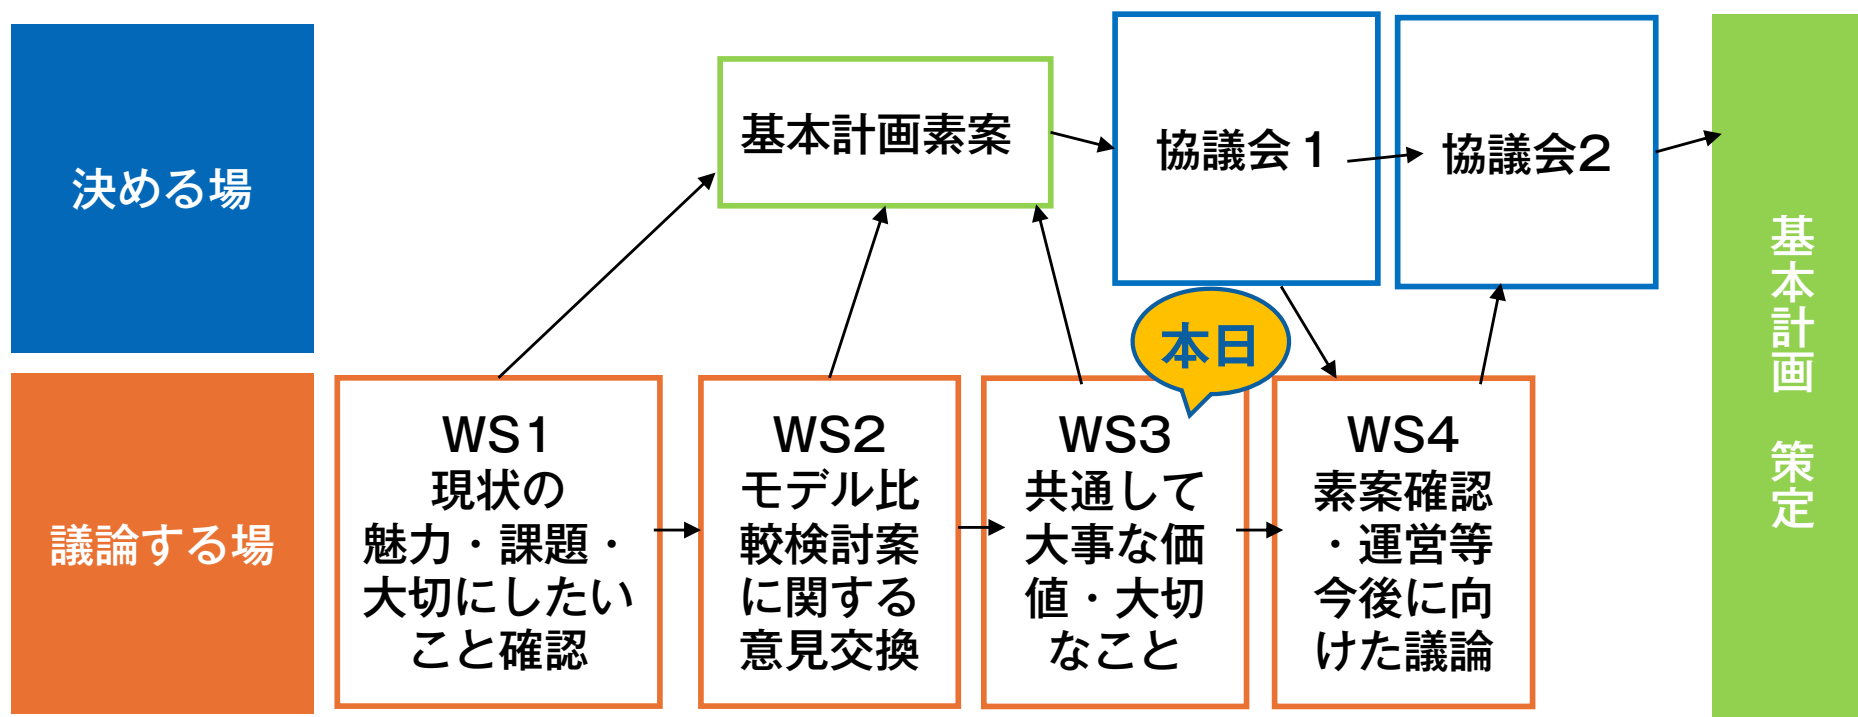 決める場
基本計画素案
協議会1
協議会2
基本計画 策定
本日
議論する場
WS1
現状の
魅力・課題・
大切にしたい
こと確認
WS2
モデル比
較検討案
に関する
意見交換
WS3
共通して
大事な価
値・大切
なこと
WS4
素案確認
・運営等
今後に向
けた議論